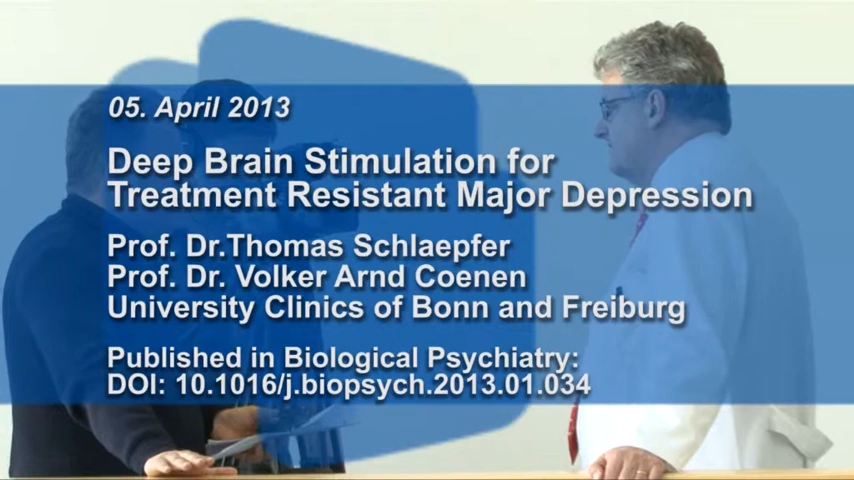 05. April 2013
Deep Brain Stimulation for
Treatment Resistant Major Depression
Prof. Dr.Thomas Schlaepfer
Prof. Dr. Volker Arnd Coenen
University Clinics of Bonn and Freiburg
Published in Biological Psychiatry:
DOI: 10.1016/j.biopsych.2013.01.034